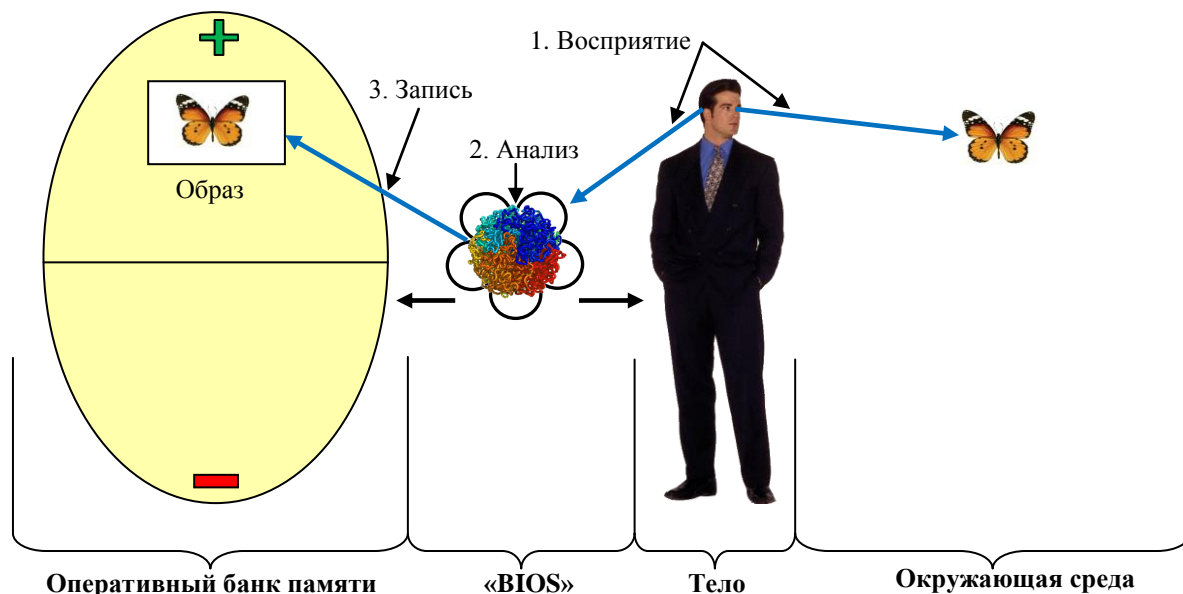 1. Восприятие
3. Запись
2. Анализ
Образ
Оперативный банк памяти
«BIOS»
Тело
Окружающая среда